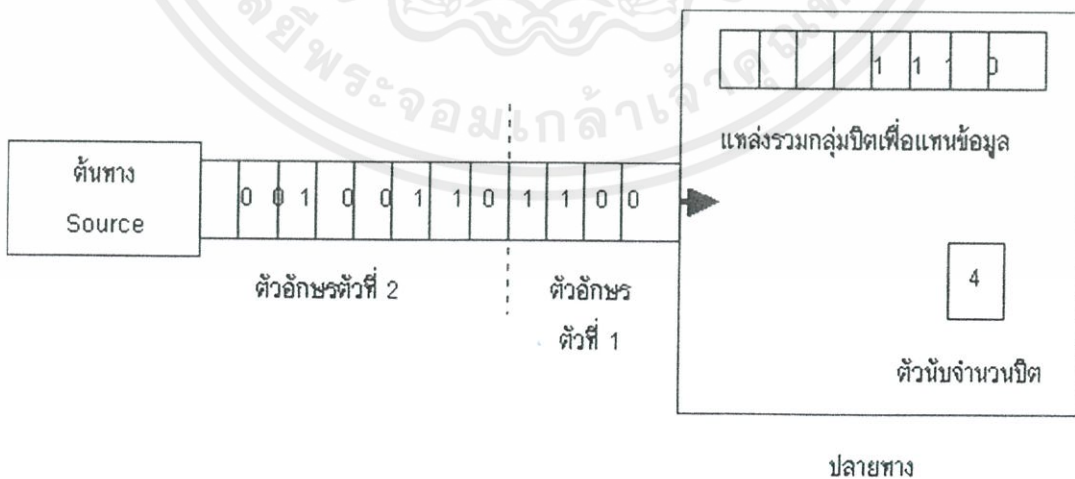 1 1 1 0
แหล่งรวมกลุ่มบิตเพื่อแทนข้อมูล
ต้นทาง
Source
0 0 1 0 0 1 1 0 1 1 0 0
ตัวอักษรตัวที่ 2
ตัวอักษร
ตัวที่ 1
4
ตัวนับจำนวนบิต
ปลายทาง